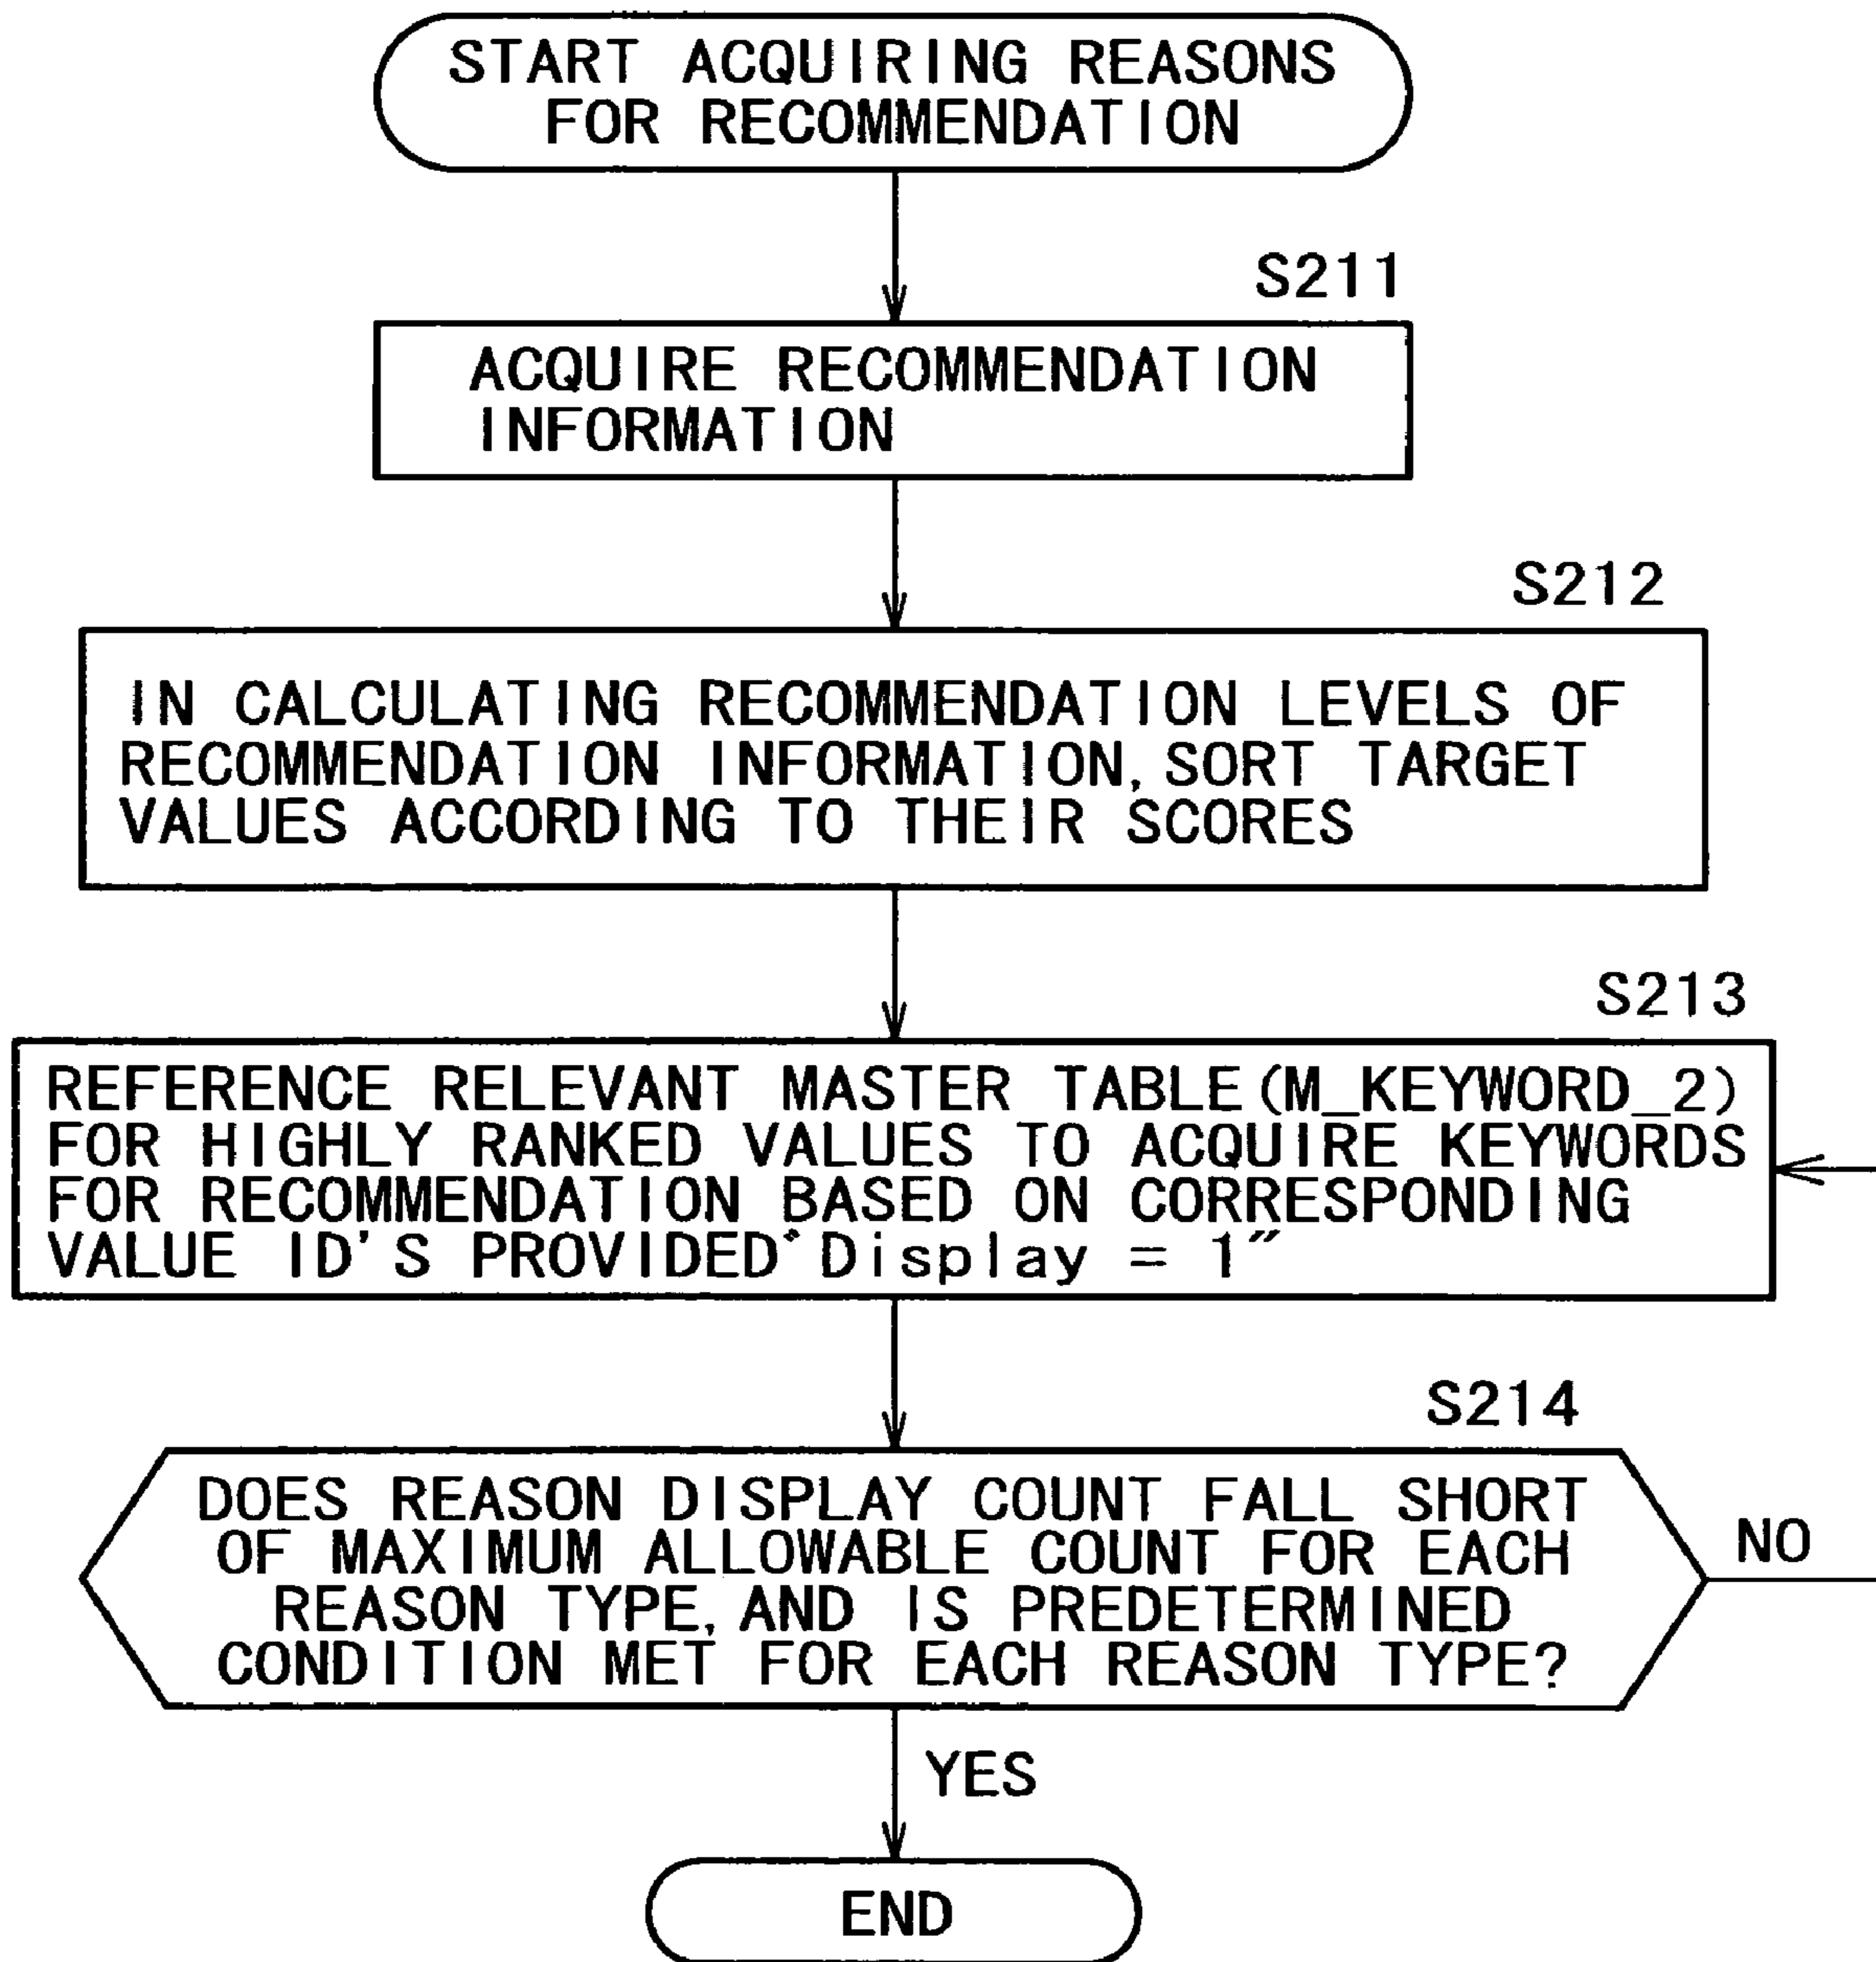 START ACQUIRING REASONS
FOR RECOMMENDATION
S211
ACQUIRE RECOMMENDATION
INFORMATION
S212
IN CALCULATING RECOMMENDATION LEVELS OF
RECOMMENDATION INFORMATION, SORT TARGET
VALUES ACCORDING TO THEIR SCORES
S213
REFERENCE RELEVANT MASTER TABLE (M_KEYWORD_2)
FOR HIGHLY RANKED VALUES TO ACQUIRE KEYWORDS
FOR RECOMMENDATION BASED ON CORRESPONDING
VALUE ID'S PROVIDED “Display = 1”
S214
DOES REASON DISPLAY COUNT FALL SHORT
OF MAXIMUM ALLOWABLE COUNT FOR EACH
REASON TYPE, AND IS PREDETERMINED
CONDITION MET FOR EACH REASON TYPE?
NO
YES
END